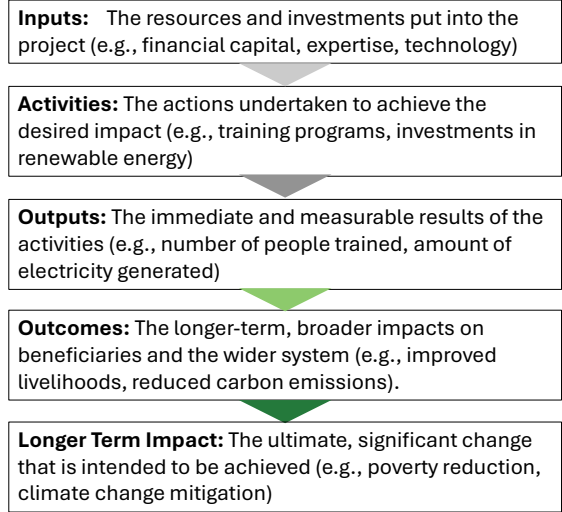 Inputs: The resources and investments put into the
project (e.g., financial capital, expertise, technology)
Activities: The actions undertaken to achieve the
desired impact (e.g., training programs, investments in
renewable energy)
Outputs: The immediate and measurable results of the
activities (e.g., number of people trained, amount of
electricity generated)
Outcomes: The longer-term, broader impacts on
beneficiaries and the wider system (e.g., improved
livelihoods, reduced carbon emissions).
Longer Term Impact: The ultimate, significant change
that is intended to be achieved (e.g., poverty reduction,
climate change mitigation)